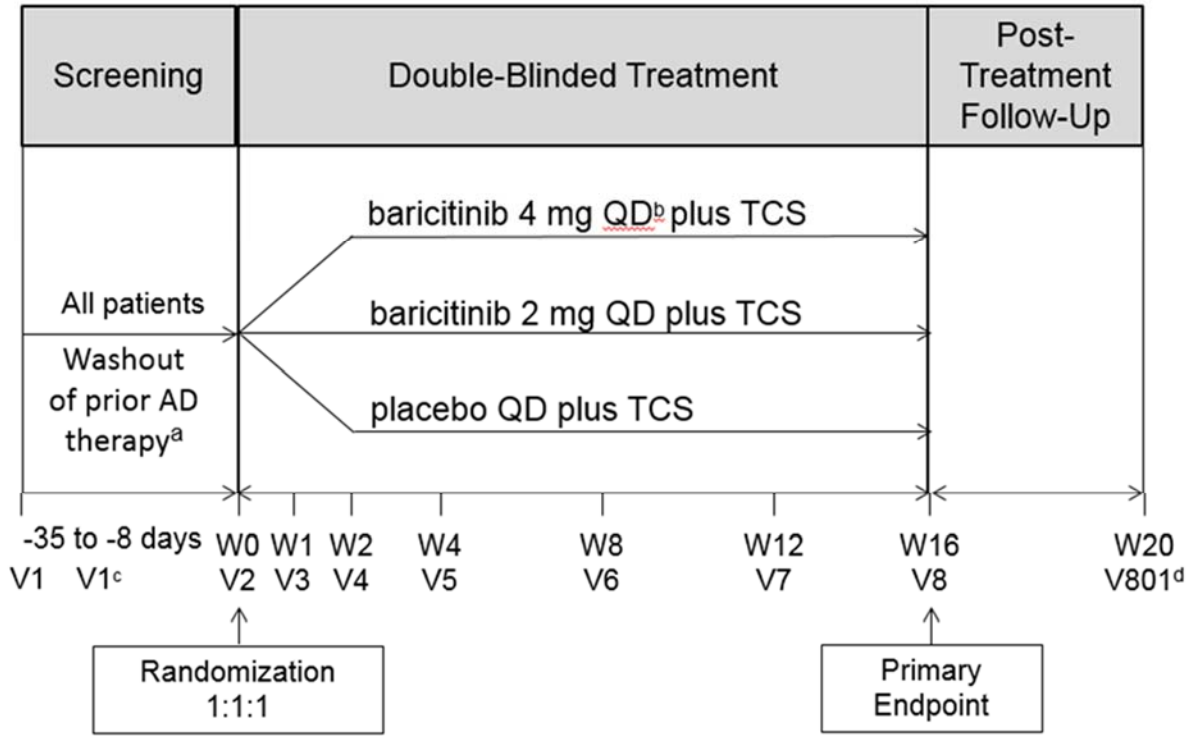 Screening
Double-Blinded Treatment
Post-
Treatment
Follow-Up
baricitinib 4 mg QDᵇ plus TCS
All patients
baricitinib 2 mg QD plus TCS
Washout
of prior AD
therapyᵃ
placebo QD plus TCS
-35 to -8 days W0 W1 W2 W4 W8 W12 W16 W20
V1 V1ᶜ V2 V3 V4 V5 V6 V7 V8 V801ᵈ
Randomization
1:1:1
Primary
Endpoint